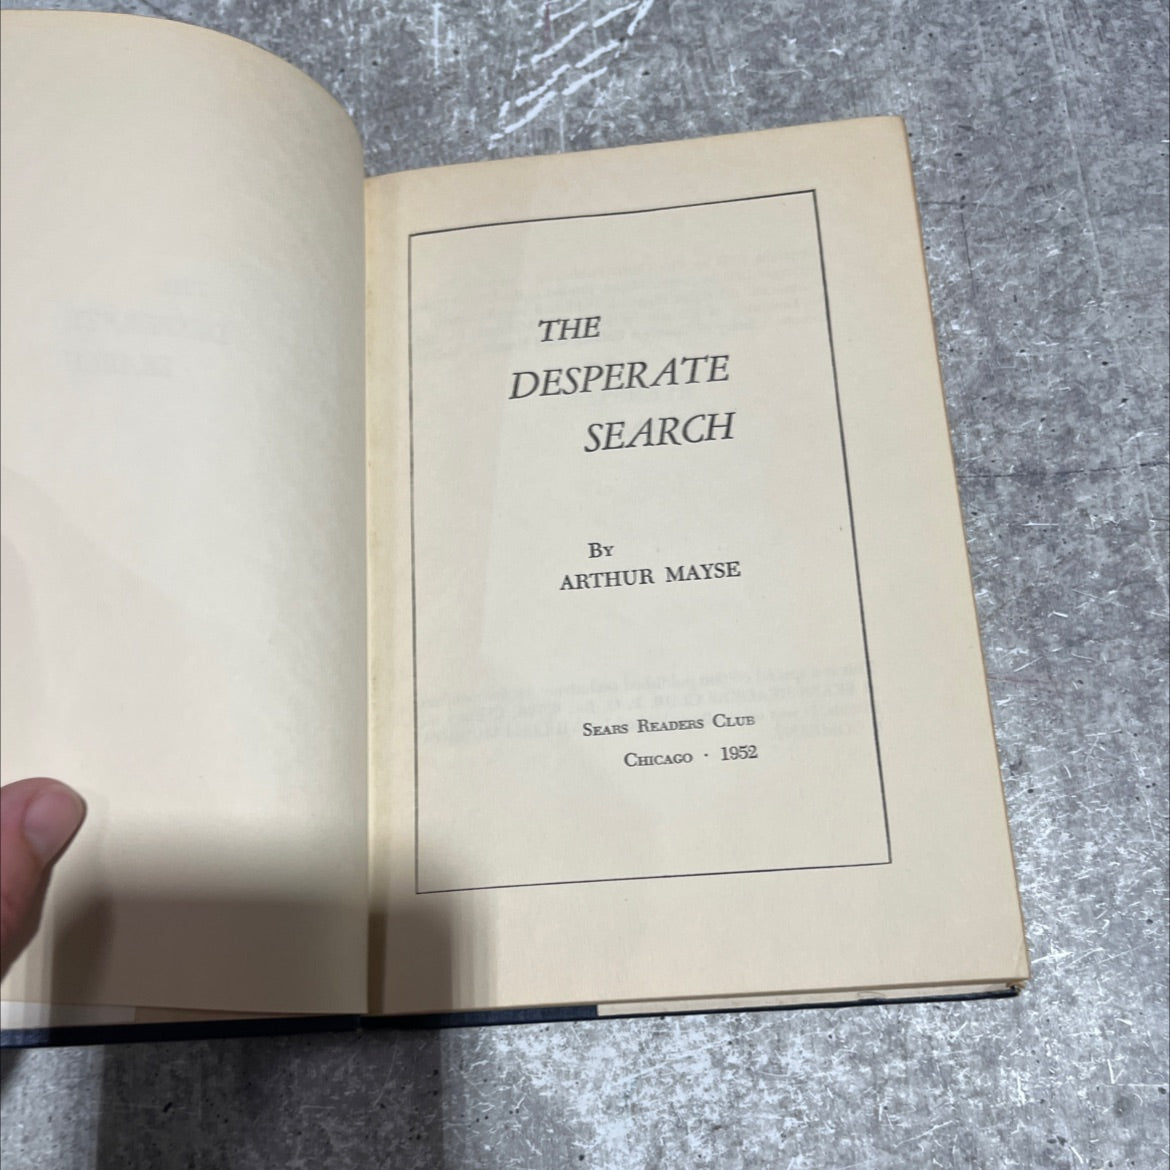 THE
DESPERATE
SEARCH
By
ARTHUR MAYSE
Sears Readers Club
Chicago · 1952